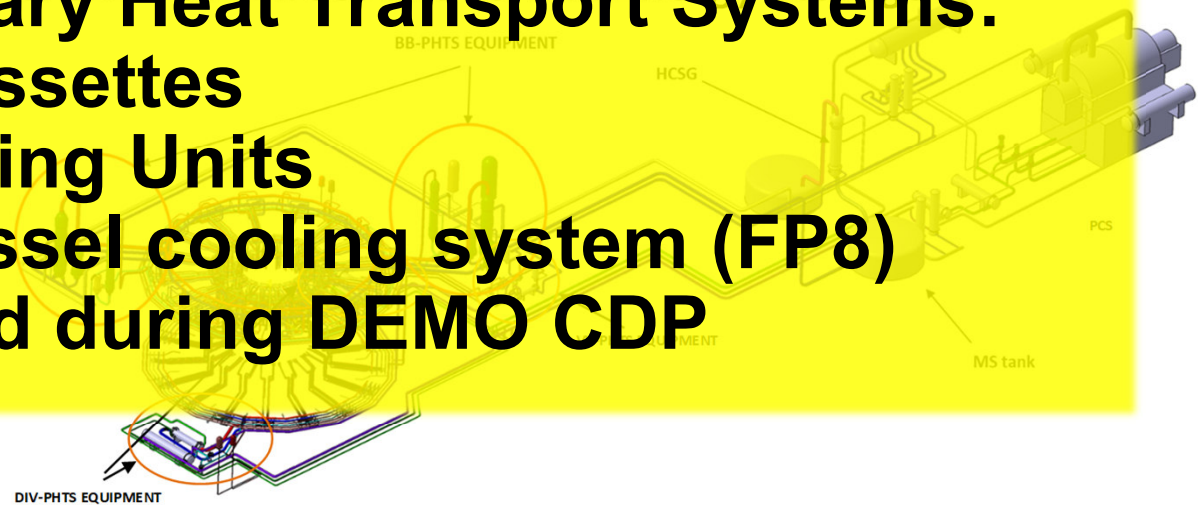 ary Heat Transport Systems:
BB-PHTS EQUIPMENT
HCSG
ssettes
ing Units
PCS
ssel cooling system (FP8)
d during DEMO CDP
EQUIPMENT
MS tank
DIV-PHTS EQUIPMENT